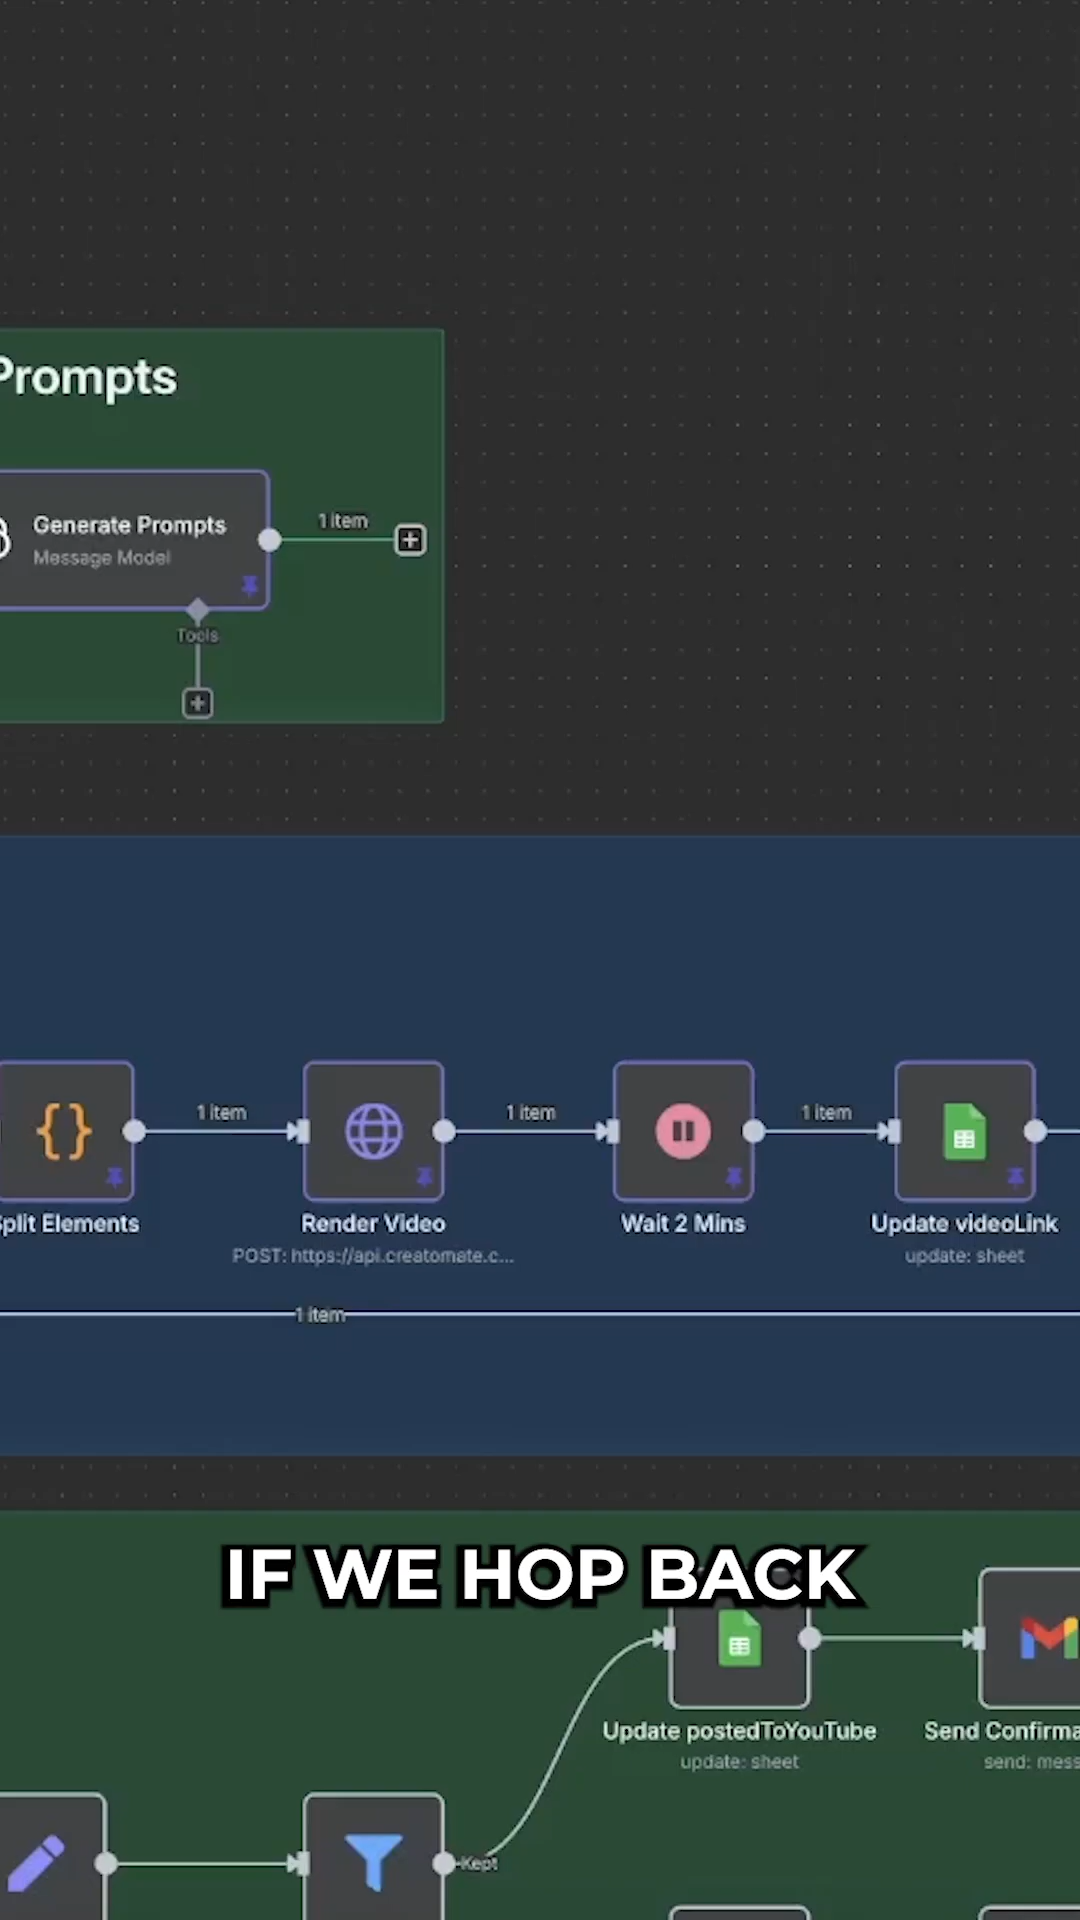 Prompts
Generate Prompts
Message Model
1 item
Tools
1 item
1 item
1 item
Split Elements
Render Video
Wait 2 Mins
Update videoLink
POST: https://api.creatomate.c...
update: sheet
1 item
IF WE HOP BACK
Update postedToYouTube
Send Confirma
update: sheet
send: mess
Kept